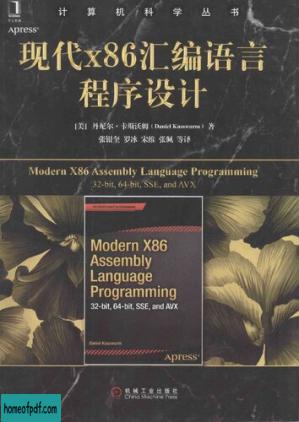 计算机科学丛书
Apress®
现代x86汇编语言
程序设计
[美] 丹尼尔·卡斯沃姆(Daniel Kusswurm) 著
张银奎 罗冰 宋维 张佩 等译
Modern X86 Assembly Language Programming
32-bit, 64-bit, SSE, and AVX
Modern X86
Assembly
Language
Programming
32-bit, 64-bit, SSE, and AVX
Daniel Kusswurm
Apress®
机械工业出版社
China Machine Press
homeofpdf.com